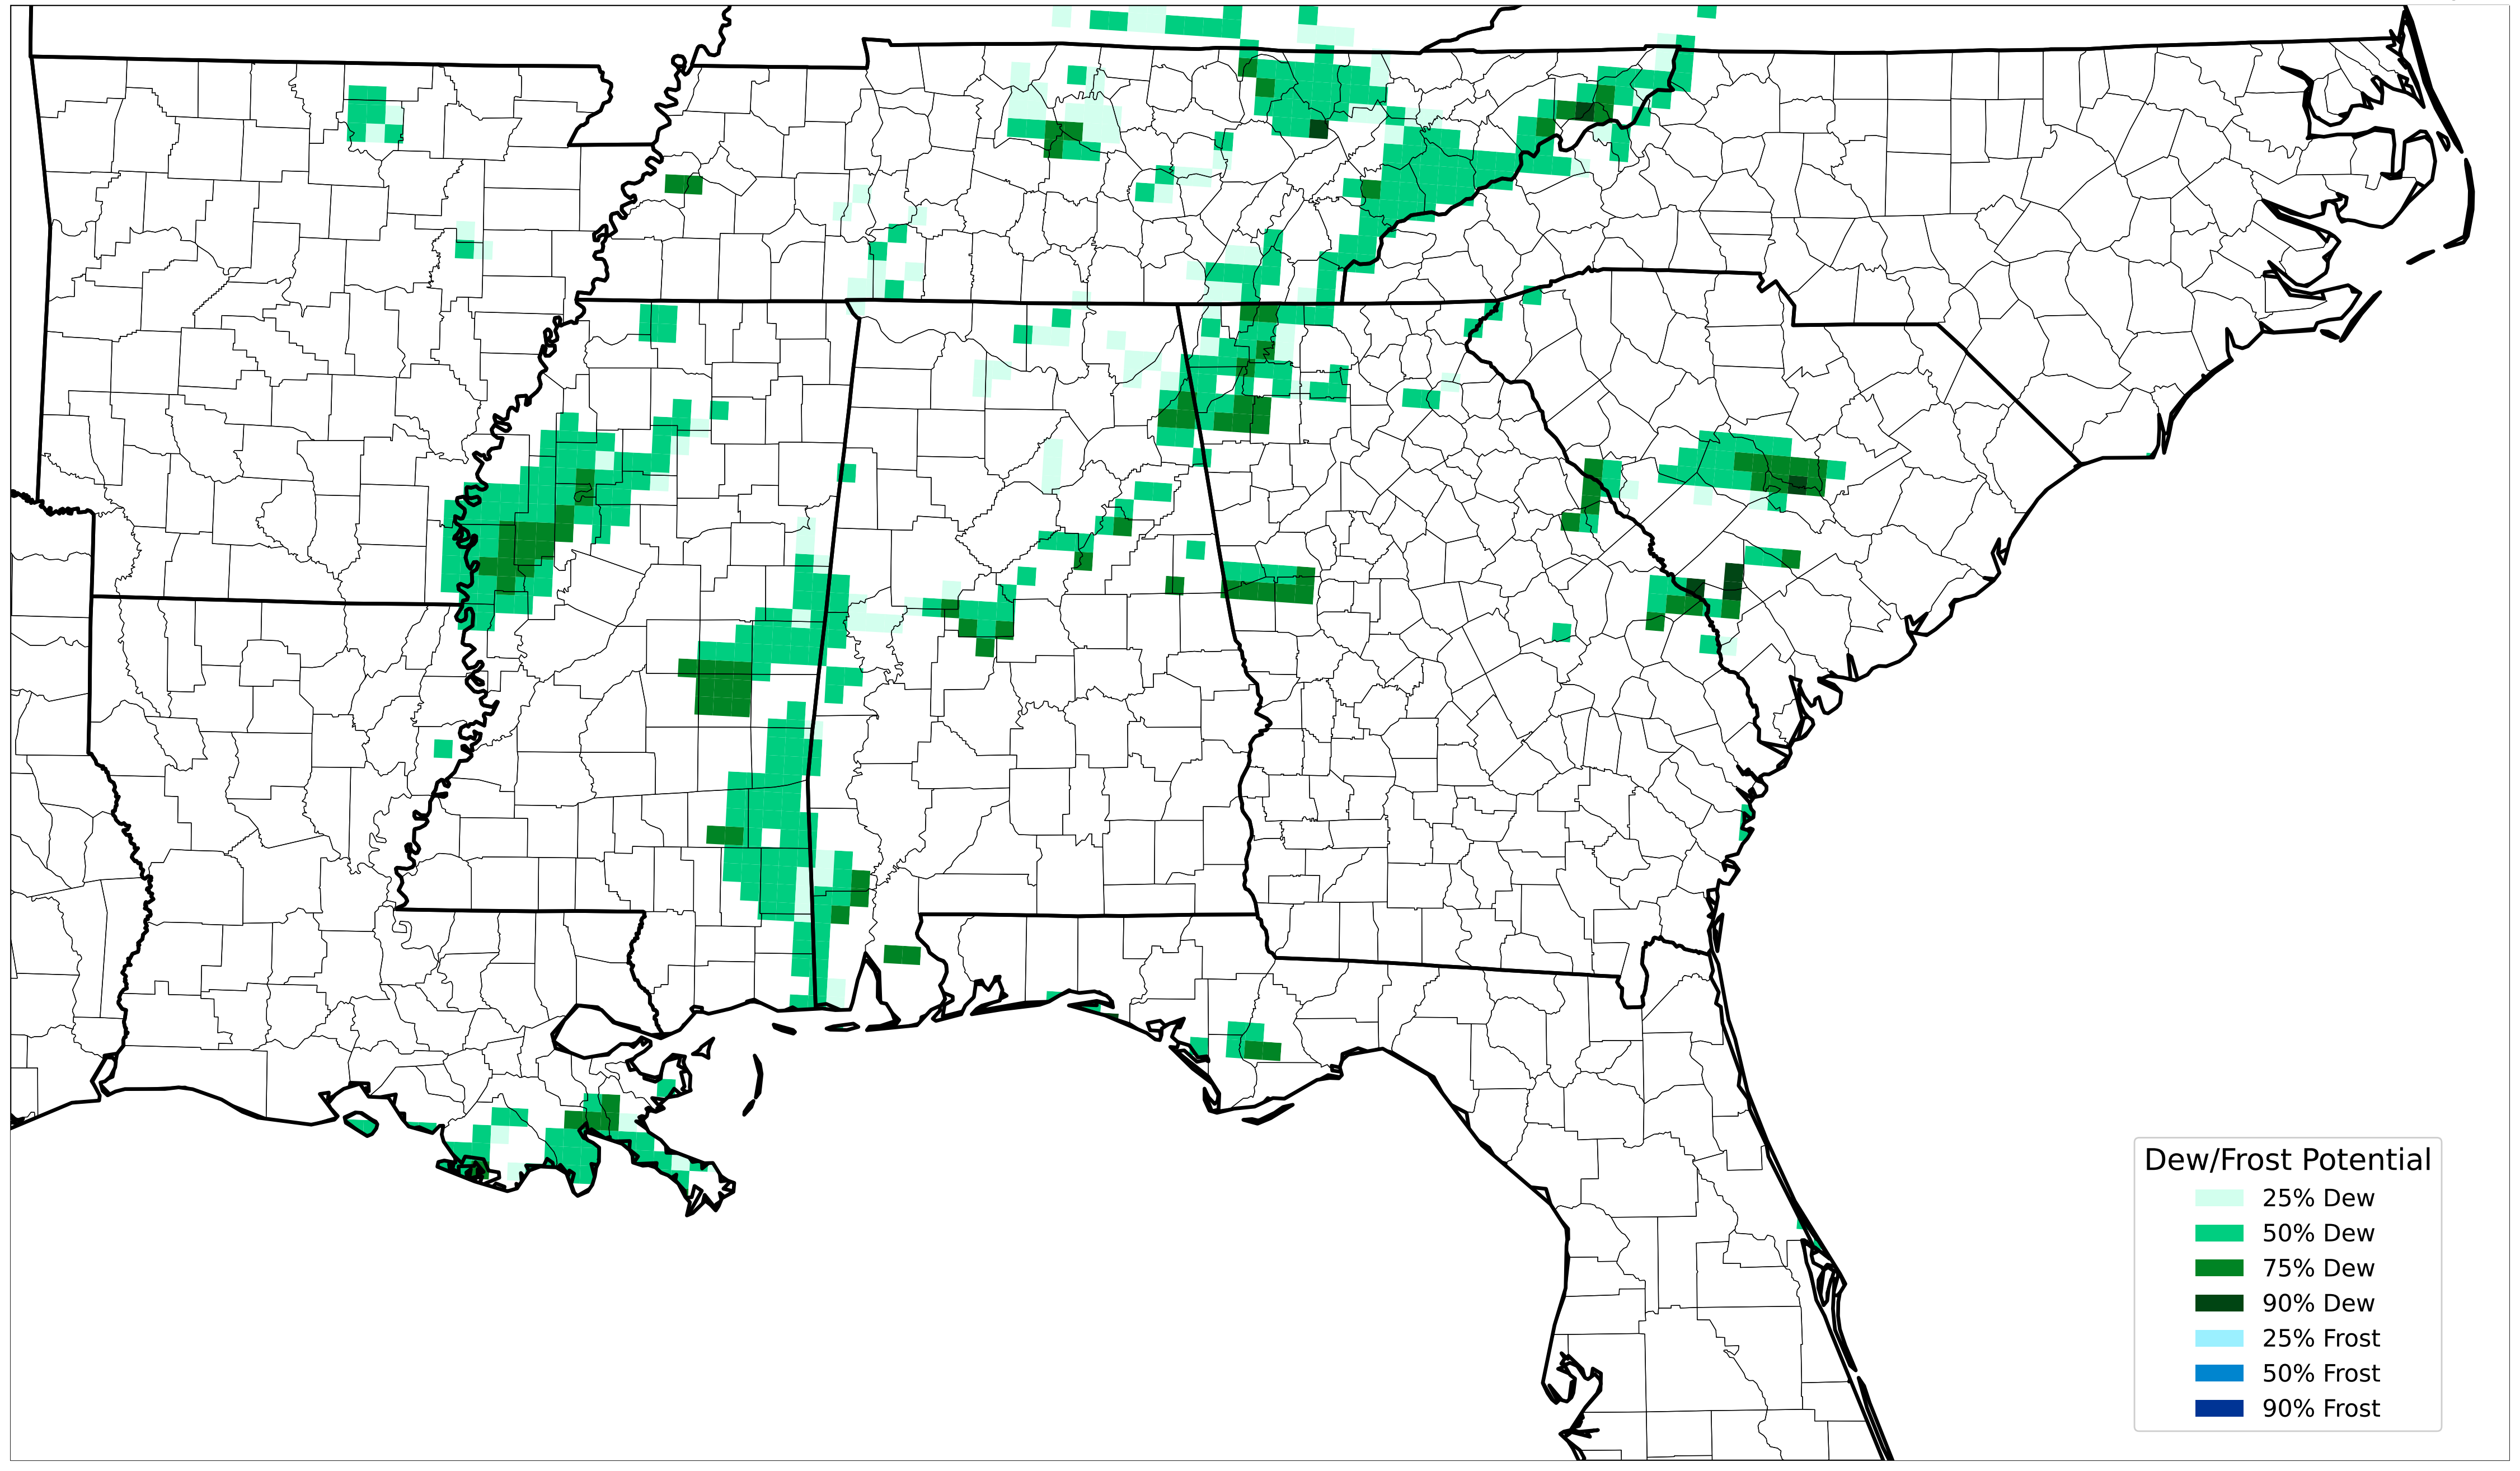 Dew/Frost Potential
25% Dew
50% Dew
75% Dew
90% Dew
25% Frost
50% Frost
90% Frost